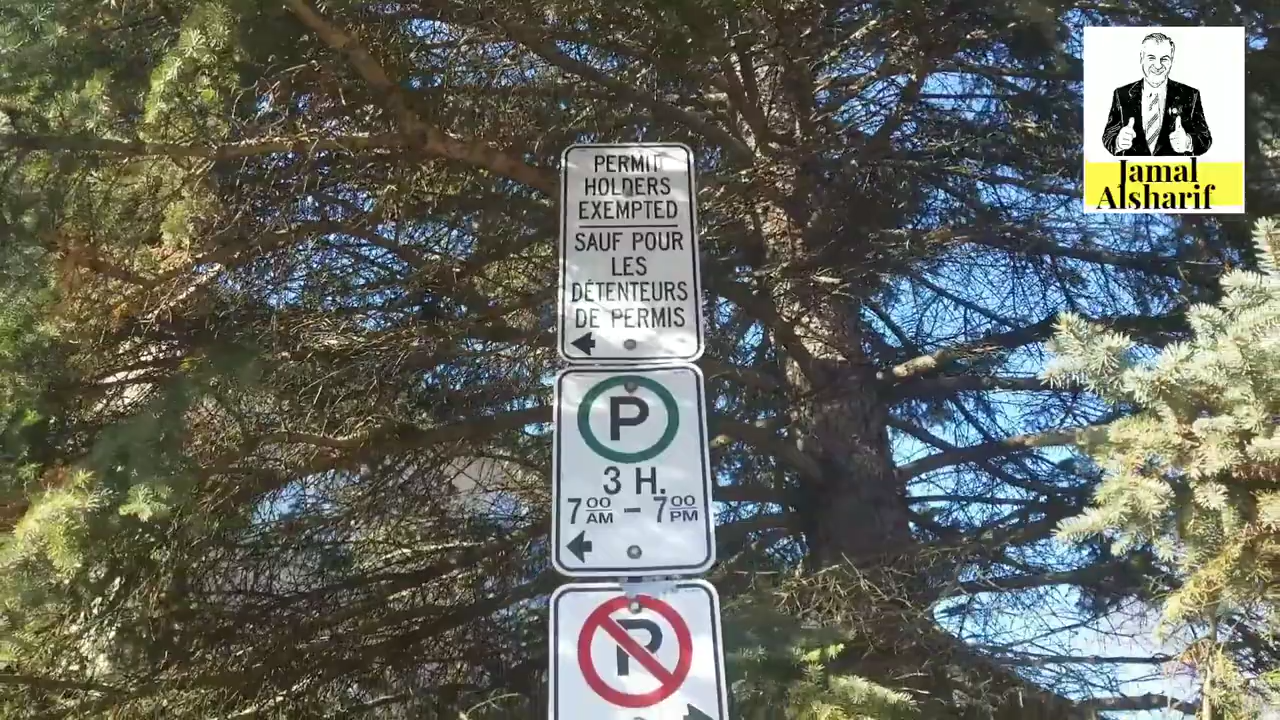 PERMIT
HOLDERS
EXEMPTED
SAUF POUR
LES
DÉTENTEURS
DE PERMIS
P
3 H.
7 00 AM – 7 00 PM
P
Jamal
Alsharif